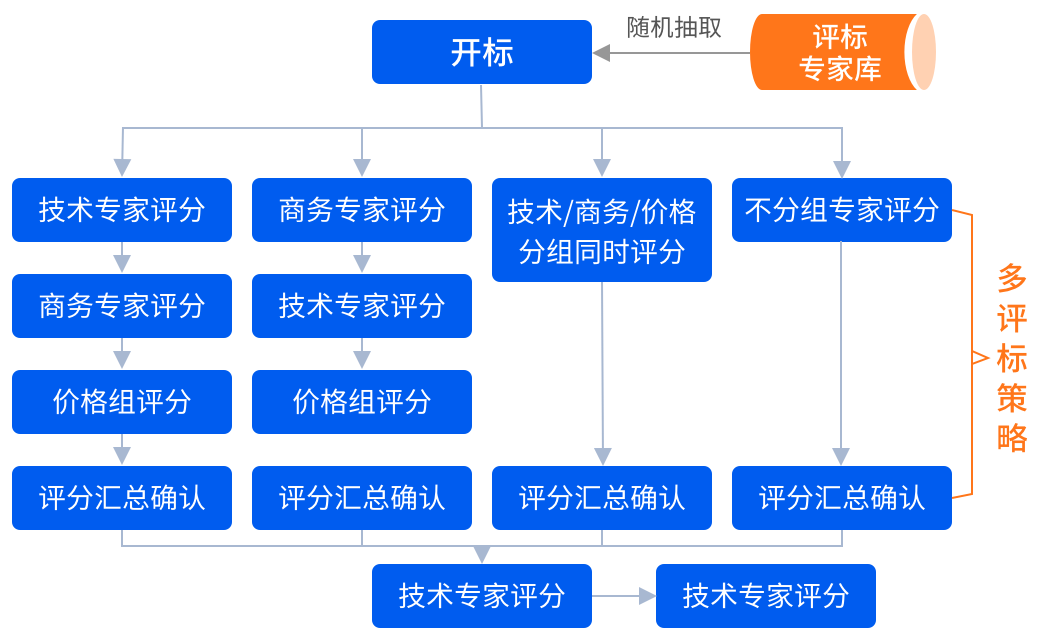 开标
随机抽取
评标
专家库
技术专家评分
商务专家评分
技术/商务/价格
分组同时评分
不分组专家评分
商务专家评分
技术专家评分
价格组评分
价格组评分
评分汇总确认
评分汇总确认
评分汇总确认
评分汇总确认
多
评
标
策
略
技术专家评分
技术专家评分